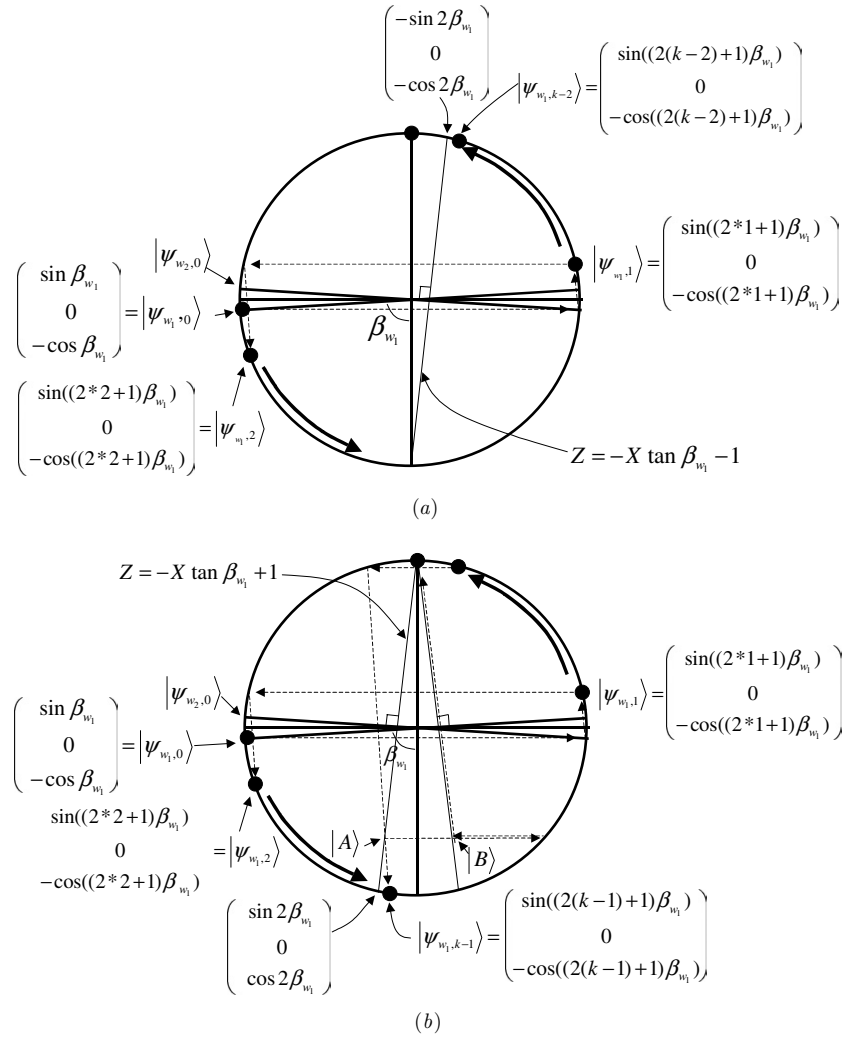 (−sin 2β_{w_1}, 0, −cos 2β_{w_1})
|ψ_{w_1,k−2}⟩ = (sin((2(k−2)+1)β_{w_1}), 0, −cos((2(k−2)+1)β_{w_1}))
|ψ_{w_2,0}⟩
|ψ_{w_1,1}⟩ = (sin((2*1+1)β_{w_1}), 0, −cos((2*1+1)β_{w_1}))
(sin β_{w_1}, 0, −cos β_{w_1}) = |ψ_{w_1},_0⟩
β_{w_1}
(sin((2*2+1)β_{w_1}), 0, −cos((2*2+1)β_{w_1})) = |ψ_{w_1,2}⟩
Z = −X tan β_{w_1} −1
(a)
Z = −X tan β_{w_1} +1
|ψ_{w_2,0}⟩
|ψ_{w_1,1}⟩ = (sin((2*1+1)β_{w_1}), 0, −cos((2*1+1)β_{w_1}))
(sin β_{w_1}, 0, −cos β_{w_1}) = |ψ_{w_1,0}⟩
β_{w_1}
sin((2*2+1)β_{w_1})
0
−cos((2*2+1)β_{w_1})
= |ψ_{w_1,2}⟩
|A⟩
|B⟩
(sin 2β_{w_1}, 0, cos 2β_{w_1})
|ψ_{w_1,k−1}⟩ = (sin((2(k−1)+1)β_{w_1}), 0, −cos((2(k−1)+1)β_{w_1}))
(b)